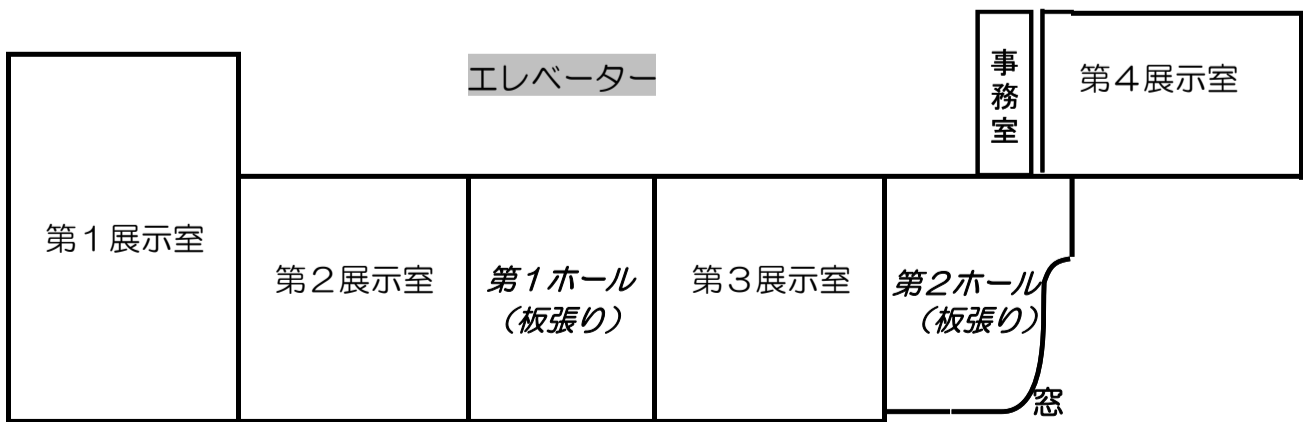 エレベーター
事務室
第4展示室
第1展示室
第2展示室
第1ホール
(板張り)
第3展示室
第2ホール
(板張り)
窓